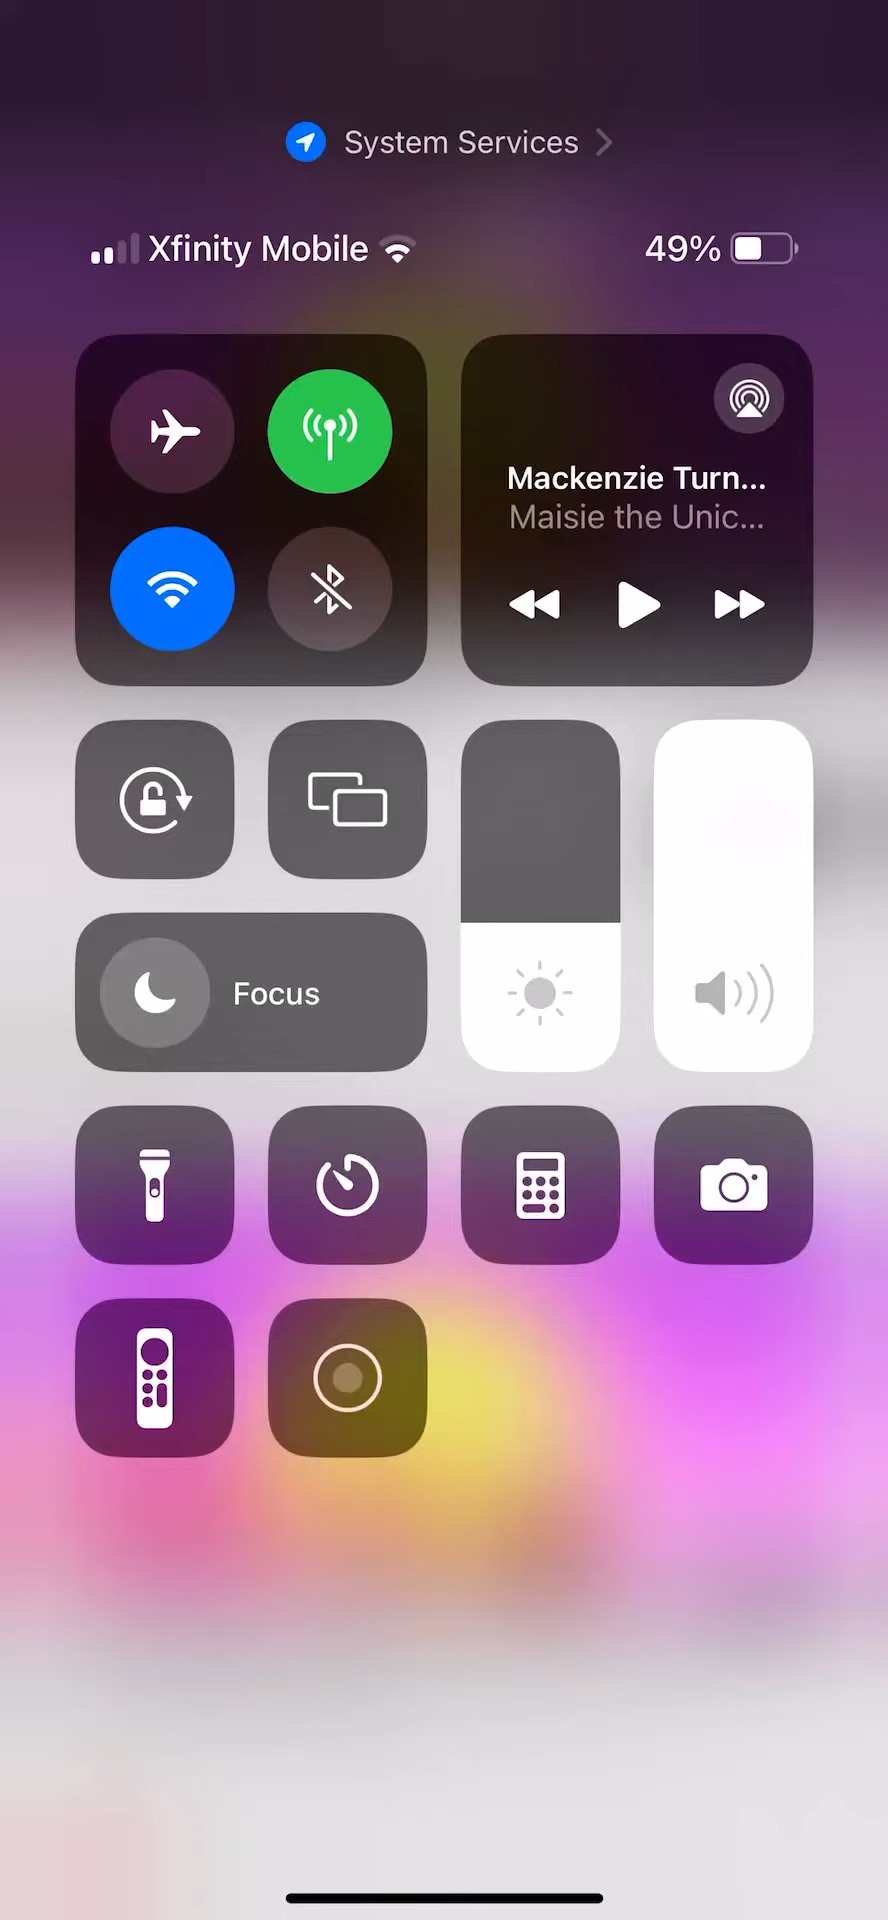 System Services
Xfinity Mobile
49%
Mackenzie Turn...
Maisie the Unic...
Focus